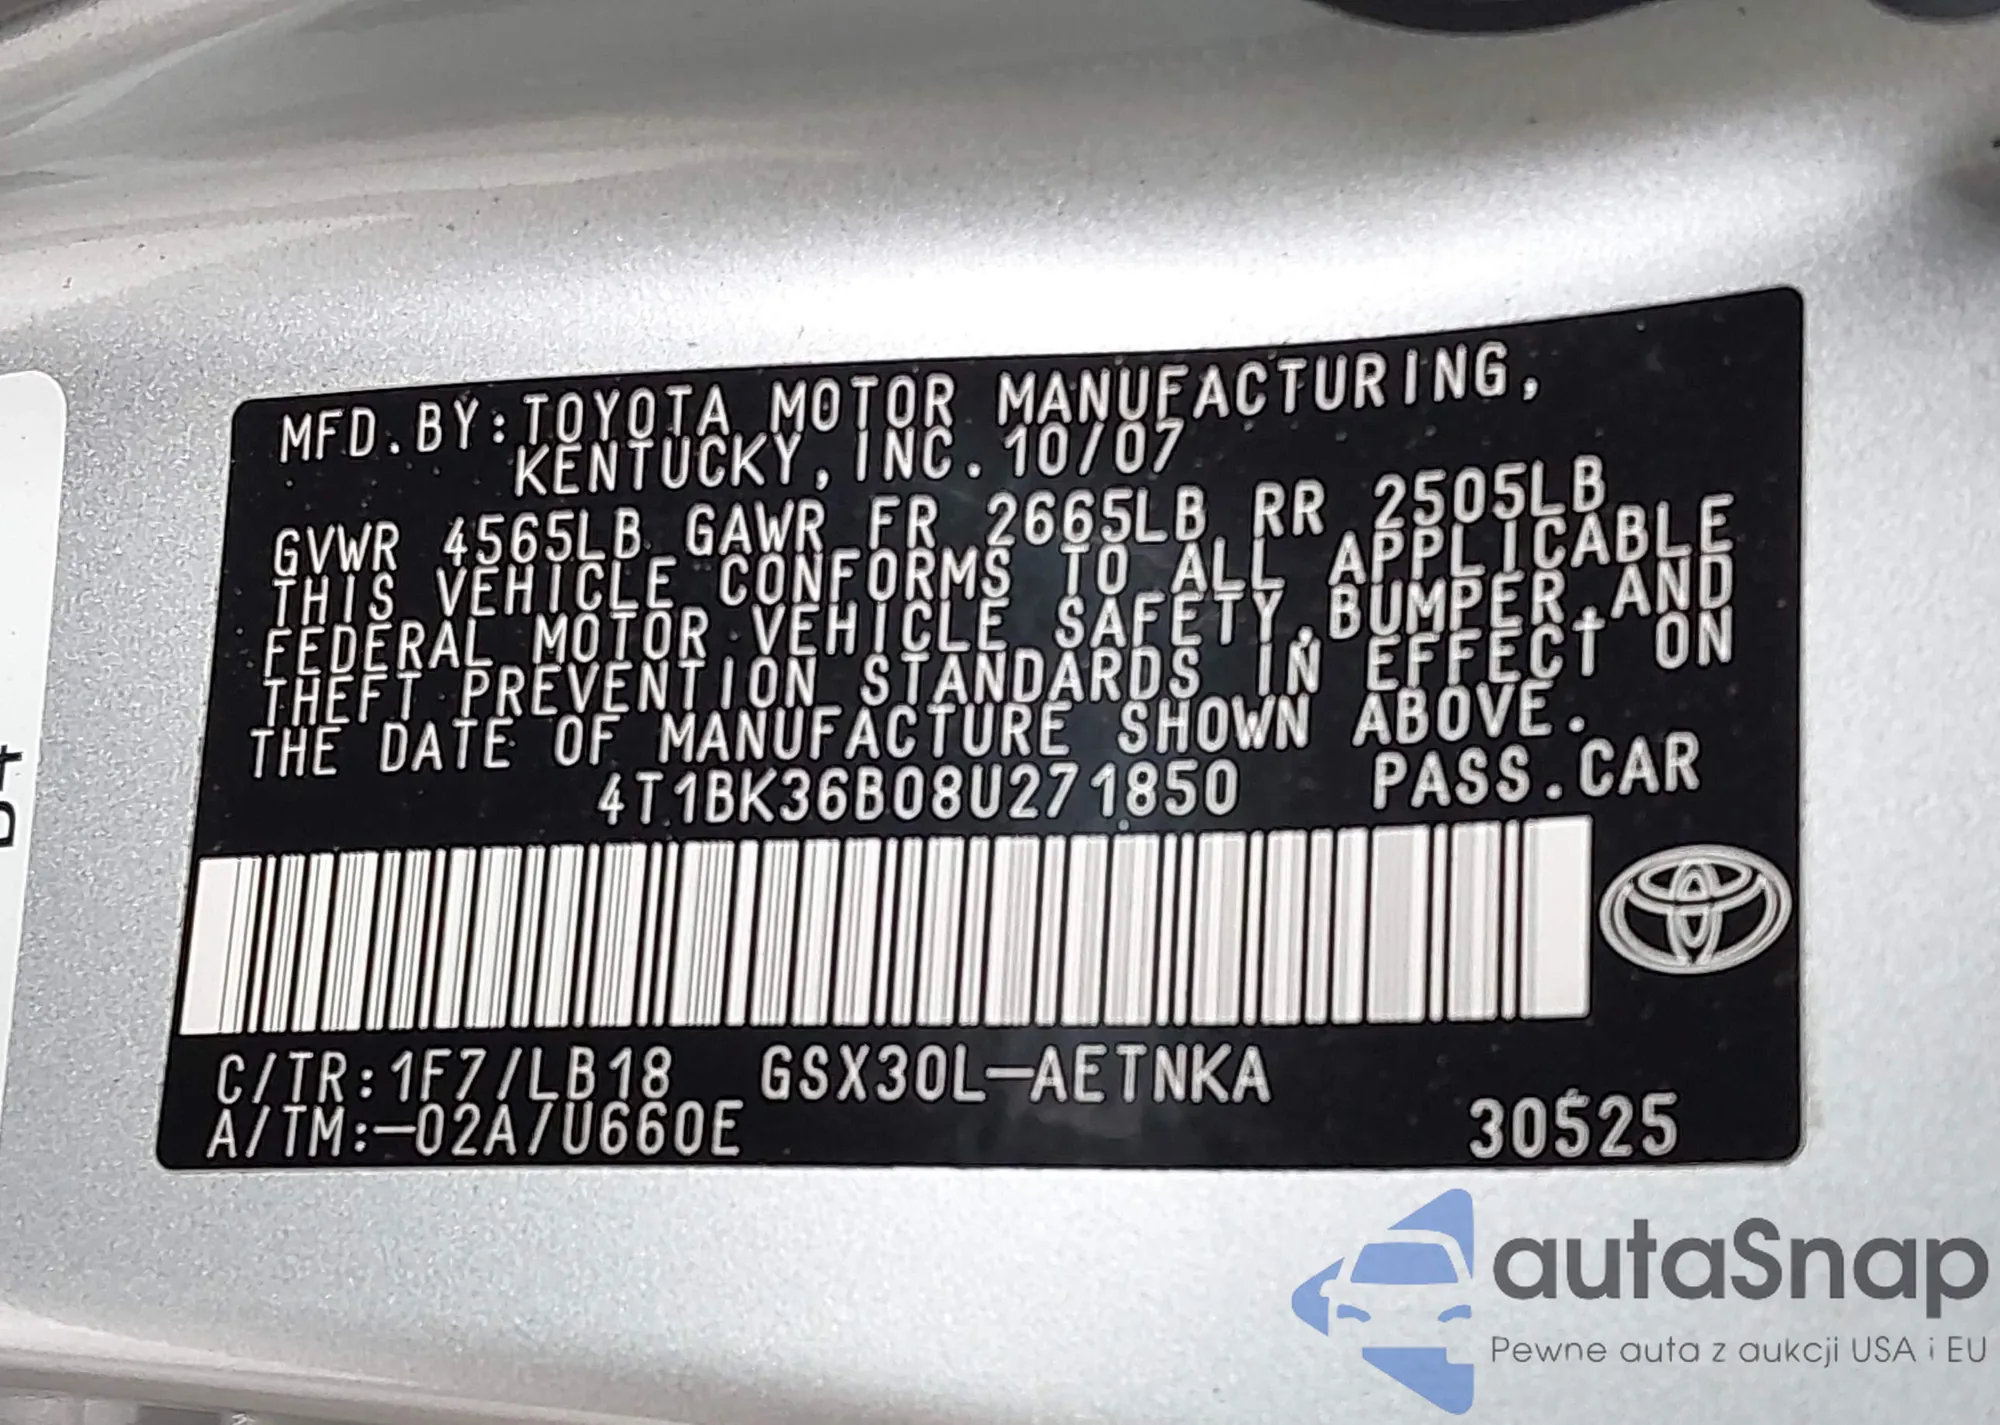 MFD.BY:TOYOTA MOTOR MANUFACTURING,
KENTUCKY, INC. 10/07
GVWR 4565LB GAWR FR 2665LB RR 2505LB
THIS VEHICLE CONFORMS TO ALL APPLICABLE
FEDERAL MOTOR VEHICLE SAFETY,BUMPER,AND
THEFT PREVENTION STANDARDS IN EFFECT ON
THE DATE OF MANUFACTURE SHOWN ABOVE.
4T1BK36B08U271850 PASS.CAR
C/TR:1F7/LB18 GSX30L-AETNKA
A/TM:-02A/U660E 30525
autaSnap
Pewne auta z aukcji USA i EU